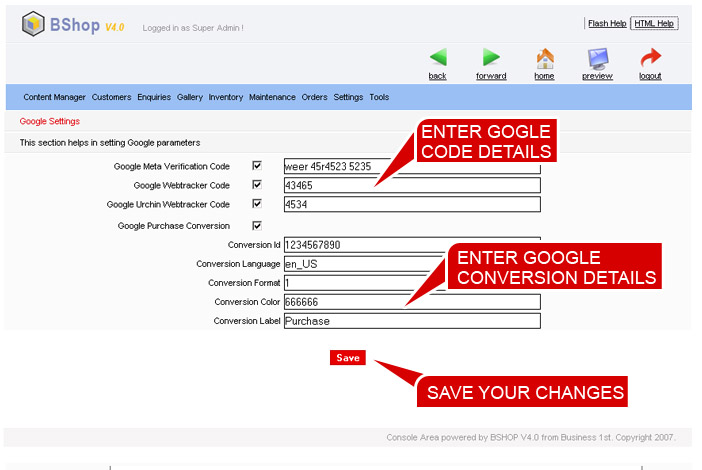 BShop V4.0 Logged in as Super Admin !
Flash Help HTML Help
back forward home preview logout
Content Manager Customers Enquiries Gallery Inventory Maintenance Orders Settings Tools
Google Settings
This section helps in setting Google parameters
ENTER GOGLE
CODE DETAILS
Google Meta Verification Code weer 45r4523 5235
Google Webtracker Code 43465
Google Urchin Webtracker Code 4534
Google Purchase Conversion
Conversion Id 1234567890
Conversion Language en_US
Conversion Format 1
Conversion Color 666666
Conversion Label Purchase
ENTER GOOGLE
CONVERSION DETAILS
Save
SAVE YOUR CHANGES
Console Area powered by BSHOP V4.0 from Business 1st. Copyright 2007.